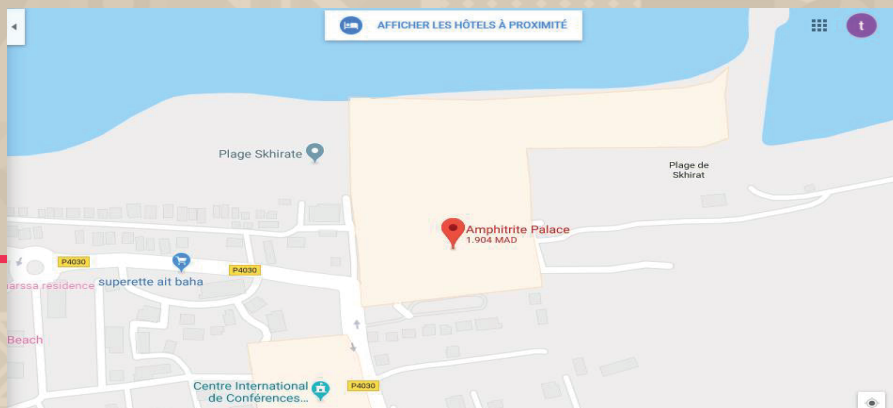 AFFICHER LES HÔTELS À PROXIMITÉ
t
Plage Skhirate
Plage de
Skhirat
Amphitrite Palace
1.904 MAD
P4030
P4030
superette ait baha
residence
Beach
Centre International
de Conférences...
P4030